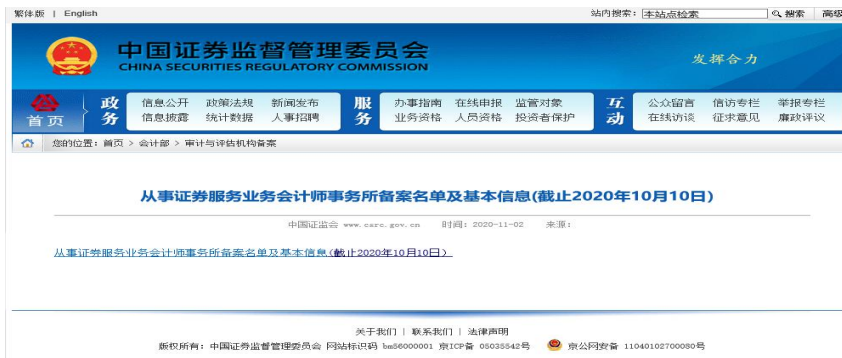 繁体版 | English 站内搜索: 本站点检索 搜索 高级
中国证券监督管理委员会
CHINA SECURITIES REGULATORY COMMISSION
发挥合力
首页 政务 信息公开 政策法规 新闻发布 服务 办事指南 在线申报 监管对象 互动 公众留言 信访专栏 举报专栏
信息披露 统计数据 人事招聘 业务资格 人员资格 投资者保护 在线访谈 征求意见 廉政评议
您的位置: 首页 > 会计部 > 审计与评估机构备案
从事证券服务业务会计师事务所备案名单及基本信息(截止2020年10月10日)
中国证监会 www.csrc.gov.cn 时间: 2020-11-02 来源:
从事证券服务业务会计师事务所备案名单及基本信息(截止2020年10月10日)
关于我们 | 联系我们 | 法律声明
版权所有: 中国证券监督管理委员会 网站标识码 bm56000001 京ICP备 05035542号 京公网安备 11040102700080号